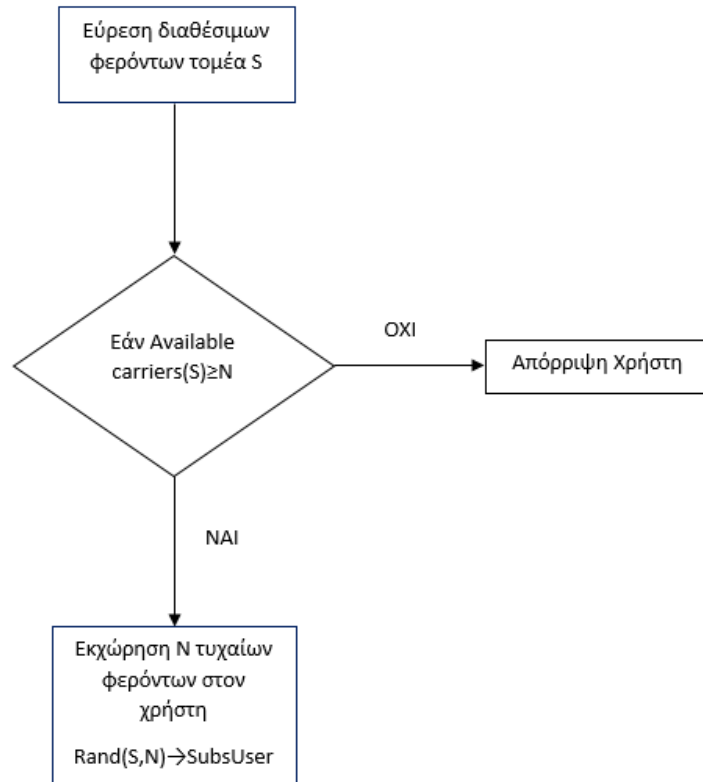 Εύρεση διαθέσιμων
φερόντων τομέα S
Εάν Available
carriers(S)≥N
ΟΧΙ
Απόρριψη Χρήστη
ΝΑΙ
Εκχώρηση Ν τυχαίων
φερόντων στον
χρήστη
Rand(S,N)→SubsUser